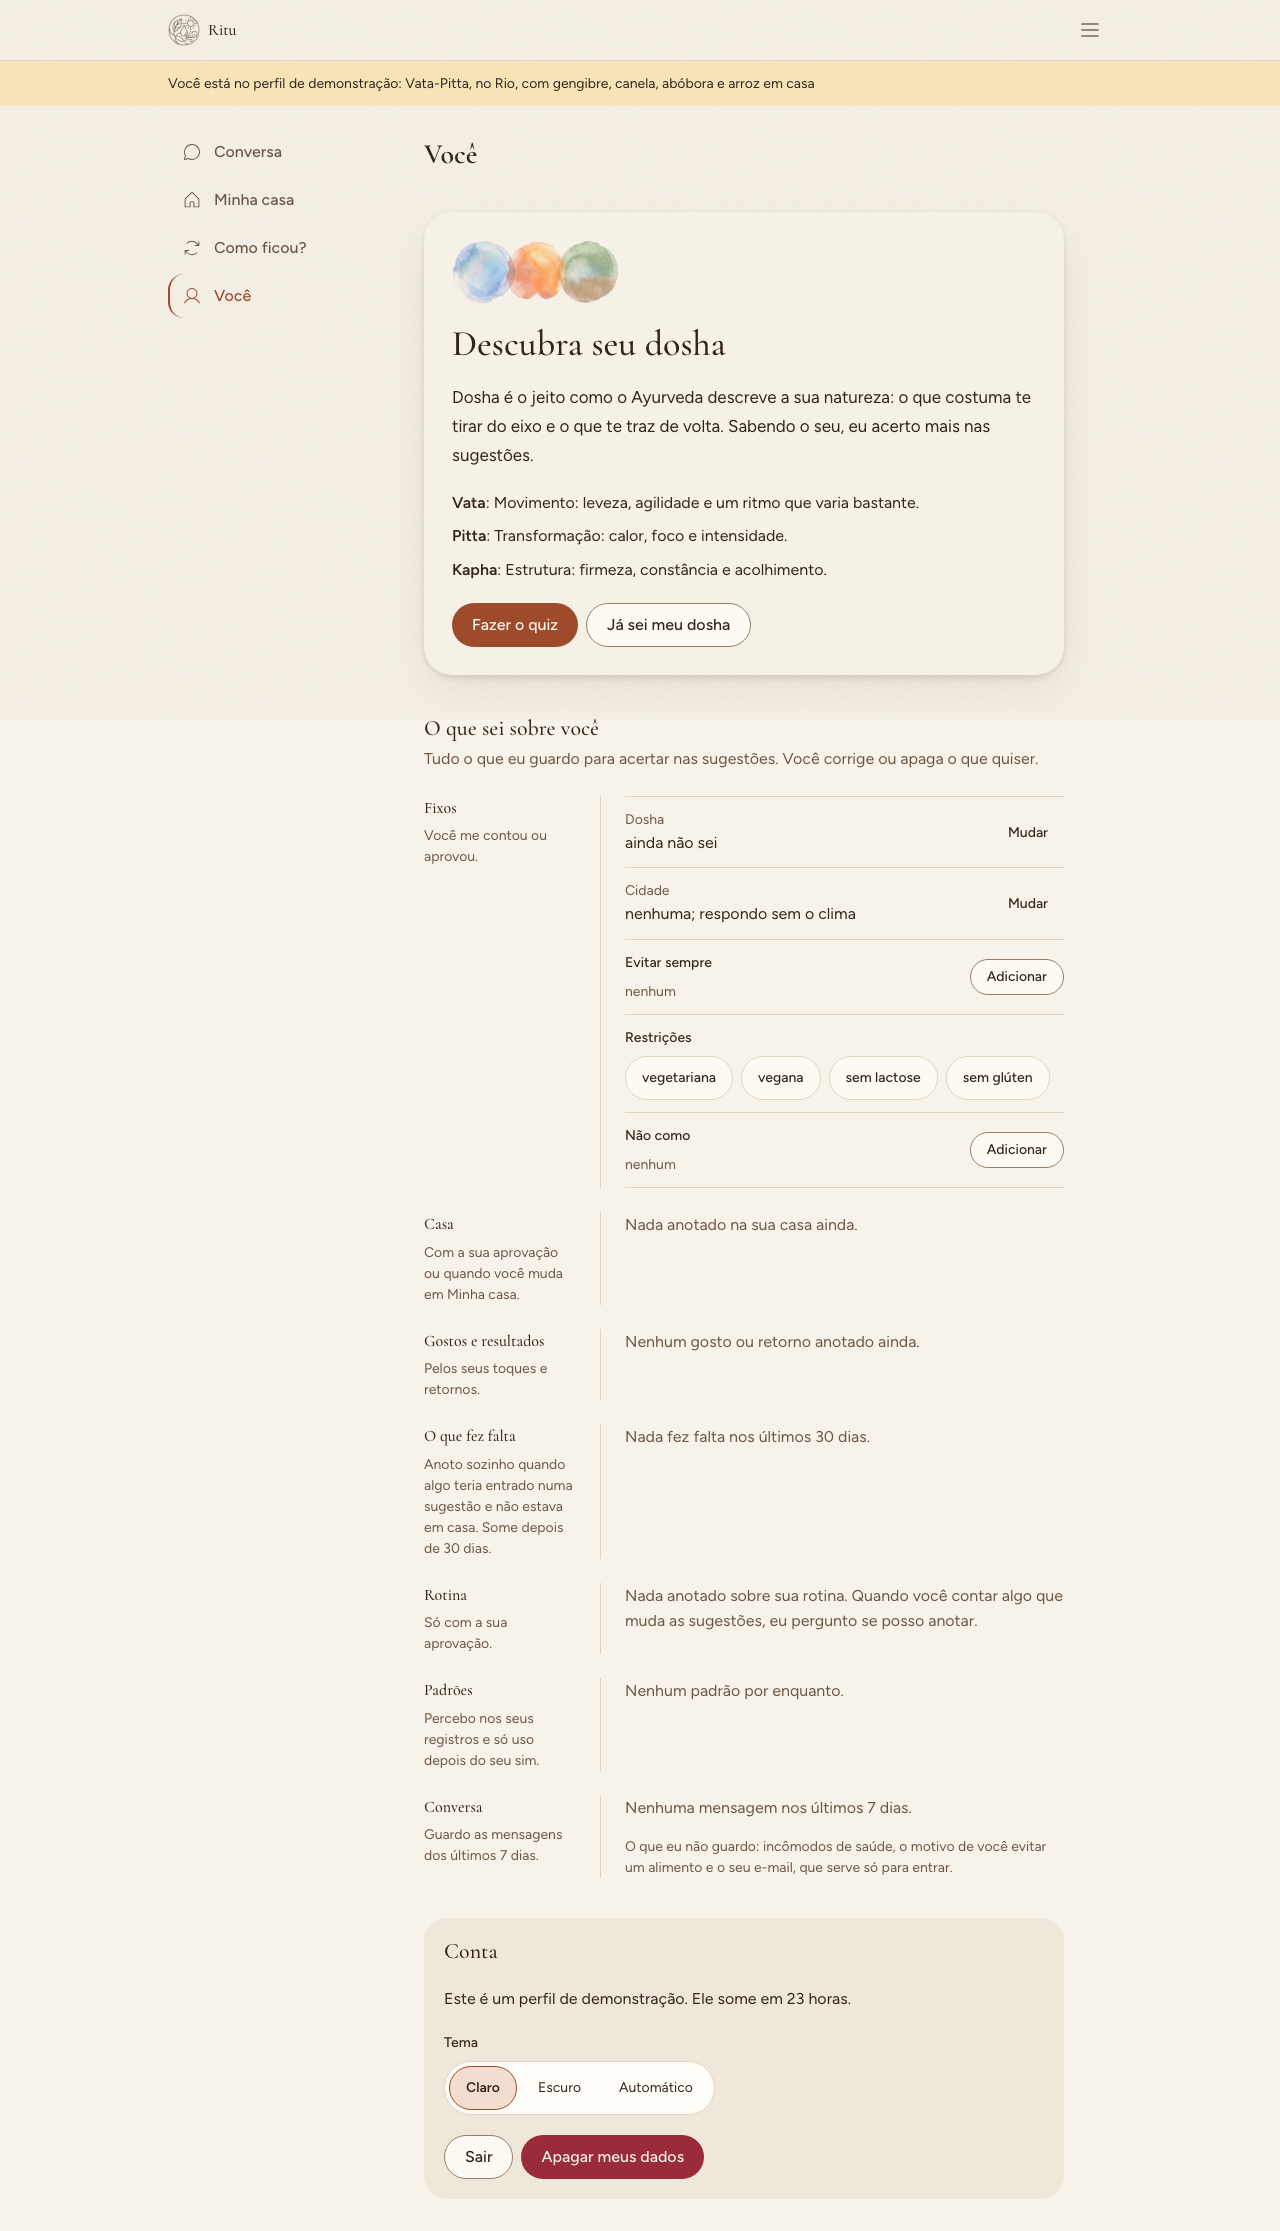 Ritu
Você está no perfil de demonstração: Vata-Pitta, no Rio, com gengibre, canela, abóbora e arroz em casa
Conversa
Minha casa
Como ficou?
Você
Você
Descubra seu dosha
Dosha é o jeito como o Ayurveda descreve a sua natureza: o que costuma te
tirar do eixo e o que te traz de volta. Sabendo o seu, eu acerto mais nas
sugestões.
Vata: Movimento: leveza, agilidade e um ritmo que varia bastante.
Pitta: Transformação: calor, foco e intensidade.
Kapha: Estrutura: firmeza, constância e acolhimento.
Fazer o quiz
Já sei meu dosha
O que sei sobre você
Tudo o que eu guardo para acertar nas sugestões. Você corrige ou apaga o que quiser.
Fixos
Você me contou ou
aprovou.
Dosha
ainda não sei
Mudar
Cidade
nenhuma; respondo sem o clima
Mudar
Evitar sempre
nenhum
Adicionar
Restrições
vegetariana
vegana
sem lactose
sem glúten
Não como
nenhum
Adicionar
Casa
Com a sua aprovação
ou quando você muda
em Minha casa.
Nada anotado na sua casa ainda.
Gostos e resultados
Pelos seus toques e
retornos.
Nenhum gosto ou retorno anotado ainda.
O que fez falta
Anoto sozinho quando
algo teria entrado numa
sugestão e não estava
em casa. Some depois
de 30 dias.
Nada fez falta nos últimos 30 dias.
Rotina
Só com a sua
aprovação.
Nada anotado sobre sua rotina. Quando você contar algo que
muda as sugestões, eu pergunto se posso anotar.
Padrões
Percebo nos seus
registros e só uso
depois do seu sim.
Nenhum padrão por enquanto.
Conversa
Guardo as mensagens
dos últimos 7 dias.
Nenhuma mensagem nos últimos 7 dias.
O que eu não guardo: incômodos de saúde, o motivo de você evitar
um alimento e o seu e-mail, que serve só para entrar.
Conta
Este é um perfil de demonstração. Ele some em 23 horas.
Tema
Claro
Escuro
Automático
Sair
Apagar meus dados